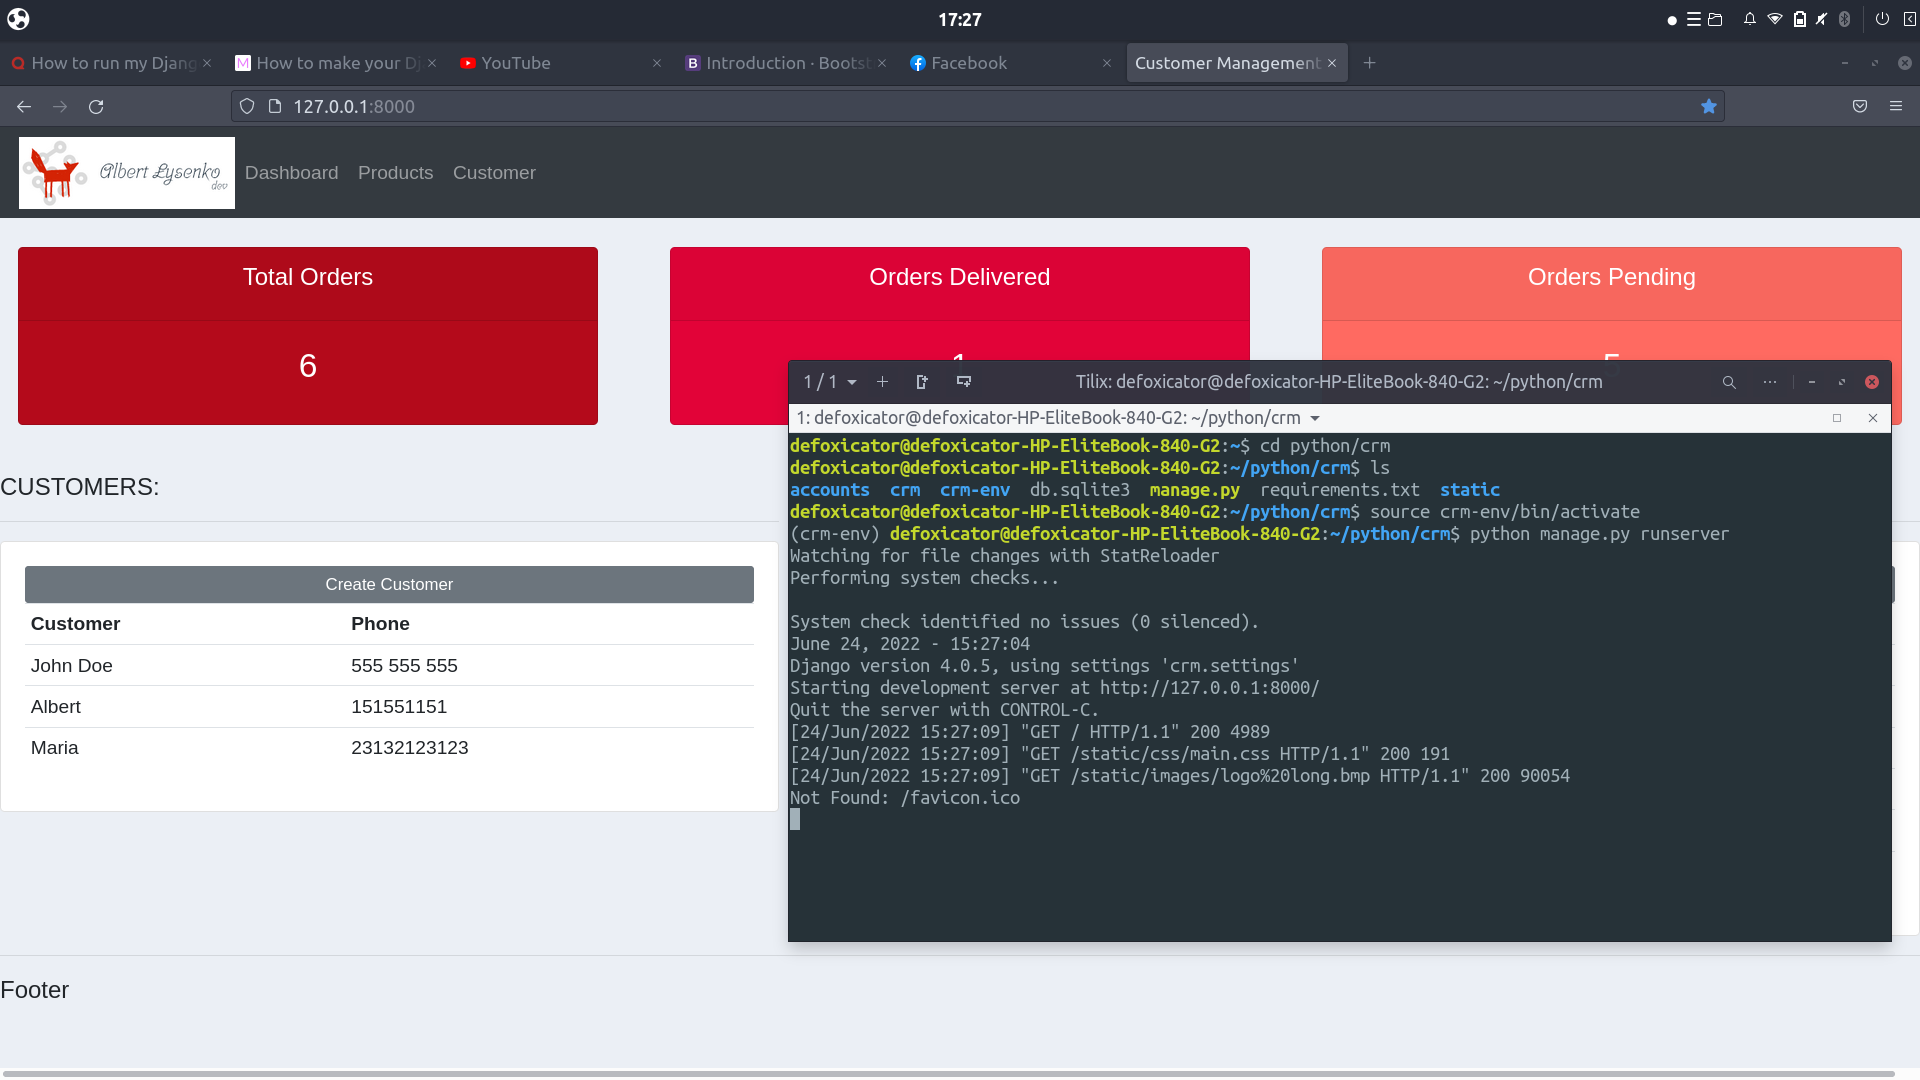 17:27
How to run my Djang
How to make your Dj
YouTube
Introduction · Bootst
Facebook
Customer Management
127.0.0.1:8000
Albert Lysenko
dev
Dashboard Products Customer
Total Orders
6
Orders Delivered
1
Orders Pending
5
1 / 1
Tilix: defoxicator@defoxicator-HP-EliteBook-840-G2: ~/python/crm
1: defoxicator@defoxicator-HP-EliteBook-840-G2: ~/python/crm
defoxicator@defoxicator-HP-EliteBook-840-G2:~$ cd python/crm
defoxicator@defoxicator-HP-EliteBook-840-G2:~/python/crm$ ls
accounts crm crm-env db.sqlite3 manage.py requirements.txt static
defoxicator@defoxicator-HP-EliteBook-840-G2:~/python/crm$ source crm-env/bin/activate
(crm-env) defoxicator@defoxicator-HP-EliteBook-840-G2:~/python/crm$ python manage.py runserver
Watching for file changes with StatReloader
Performing system checks...
System check identified no issues (0 silenced).
June 24, 2022 - 15:27:04
Django version 4.0.5, using settings 'crm.settings'
Starting development server at http://127.0.0.1:8000/
Quit the server with CONTROL-C.
[24/Jun/2022 15:27:09] "GET / HTTP/1.1" 200 4989
[24/Jun/2022 15:27:09] "GET /static/css/main.css HTTP/1.1" 200 191
[24/Jun/2022 15:27:09] "GET /static/images/logo%20long.bmp HTTP/1.1" 200 90054
Not Found: /favicon.ico
CUSTOMERS:
Create Customer
Customer Phone
John Doe 555 555 555
Albert 151551151
Maria 23132123123
Footer